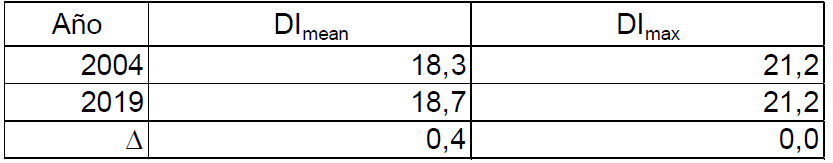 Año DImean DImax
2004 18,3 21,2
2019 18,7 21,2
Δ 0,4 0,0